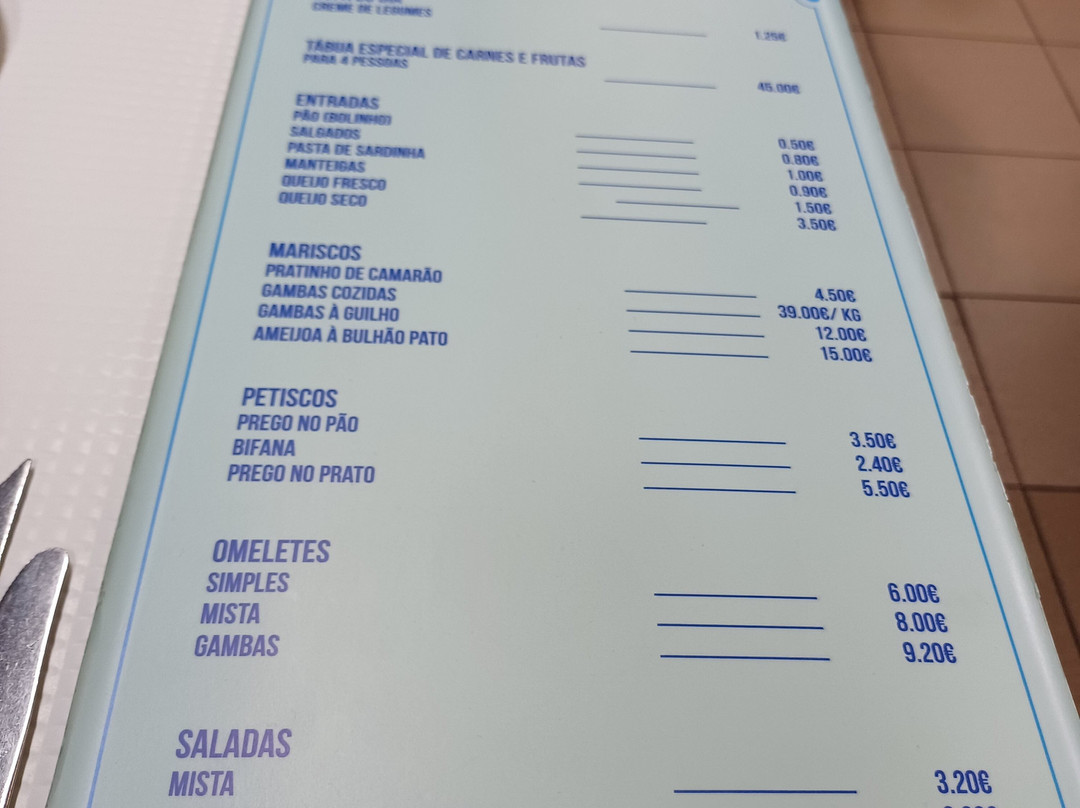 CREME DE LEGUMES 1.25€
TÁBUA ESPECIAL DE CARNES E FRUTAS
PARA 4 PESSOAS 45.00€
ENTRADAS
PÃO (BOLINHO) 0.50€
SALGADOS 0.80€
PASTA DE SARDINHA 1.00€
MANTEIGAS 0.90€
QUEIJO FRESCO 1.50€
QUEIJO SECO 3.50€
MARISCOS
PRATINHO DE CAMARÃO 4.50€
GAMBAS COZIDAS 39.00€/ KG
GAMBAS À GUILHO 12.00€
AMEIJOA À BULHÃO PATO 15.00€
PETISCOS
PREGO NO PÃO 3.50€
BIFANA 2.40€
PREGO NO PRATO 5.50€
OMELETES
SIMPLES 6.00€
MISTA 8.00€
GAMBAS 9.20€
SALADAS
MISTA 3.20€